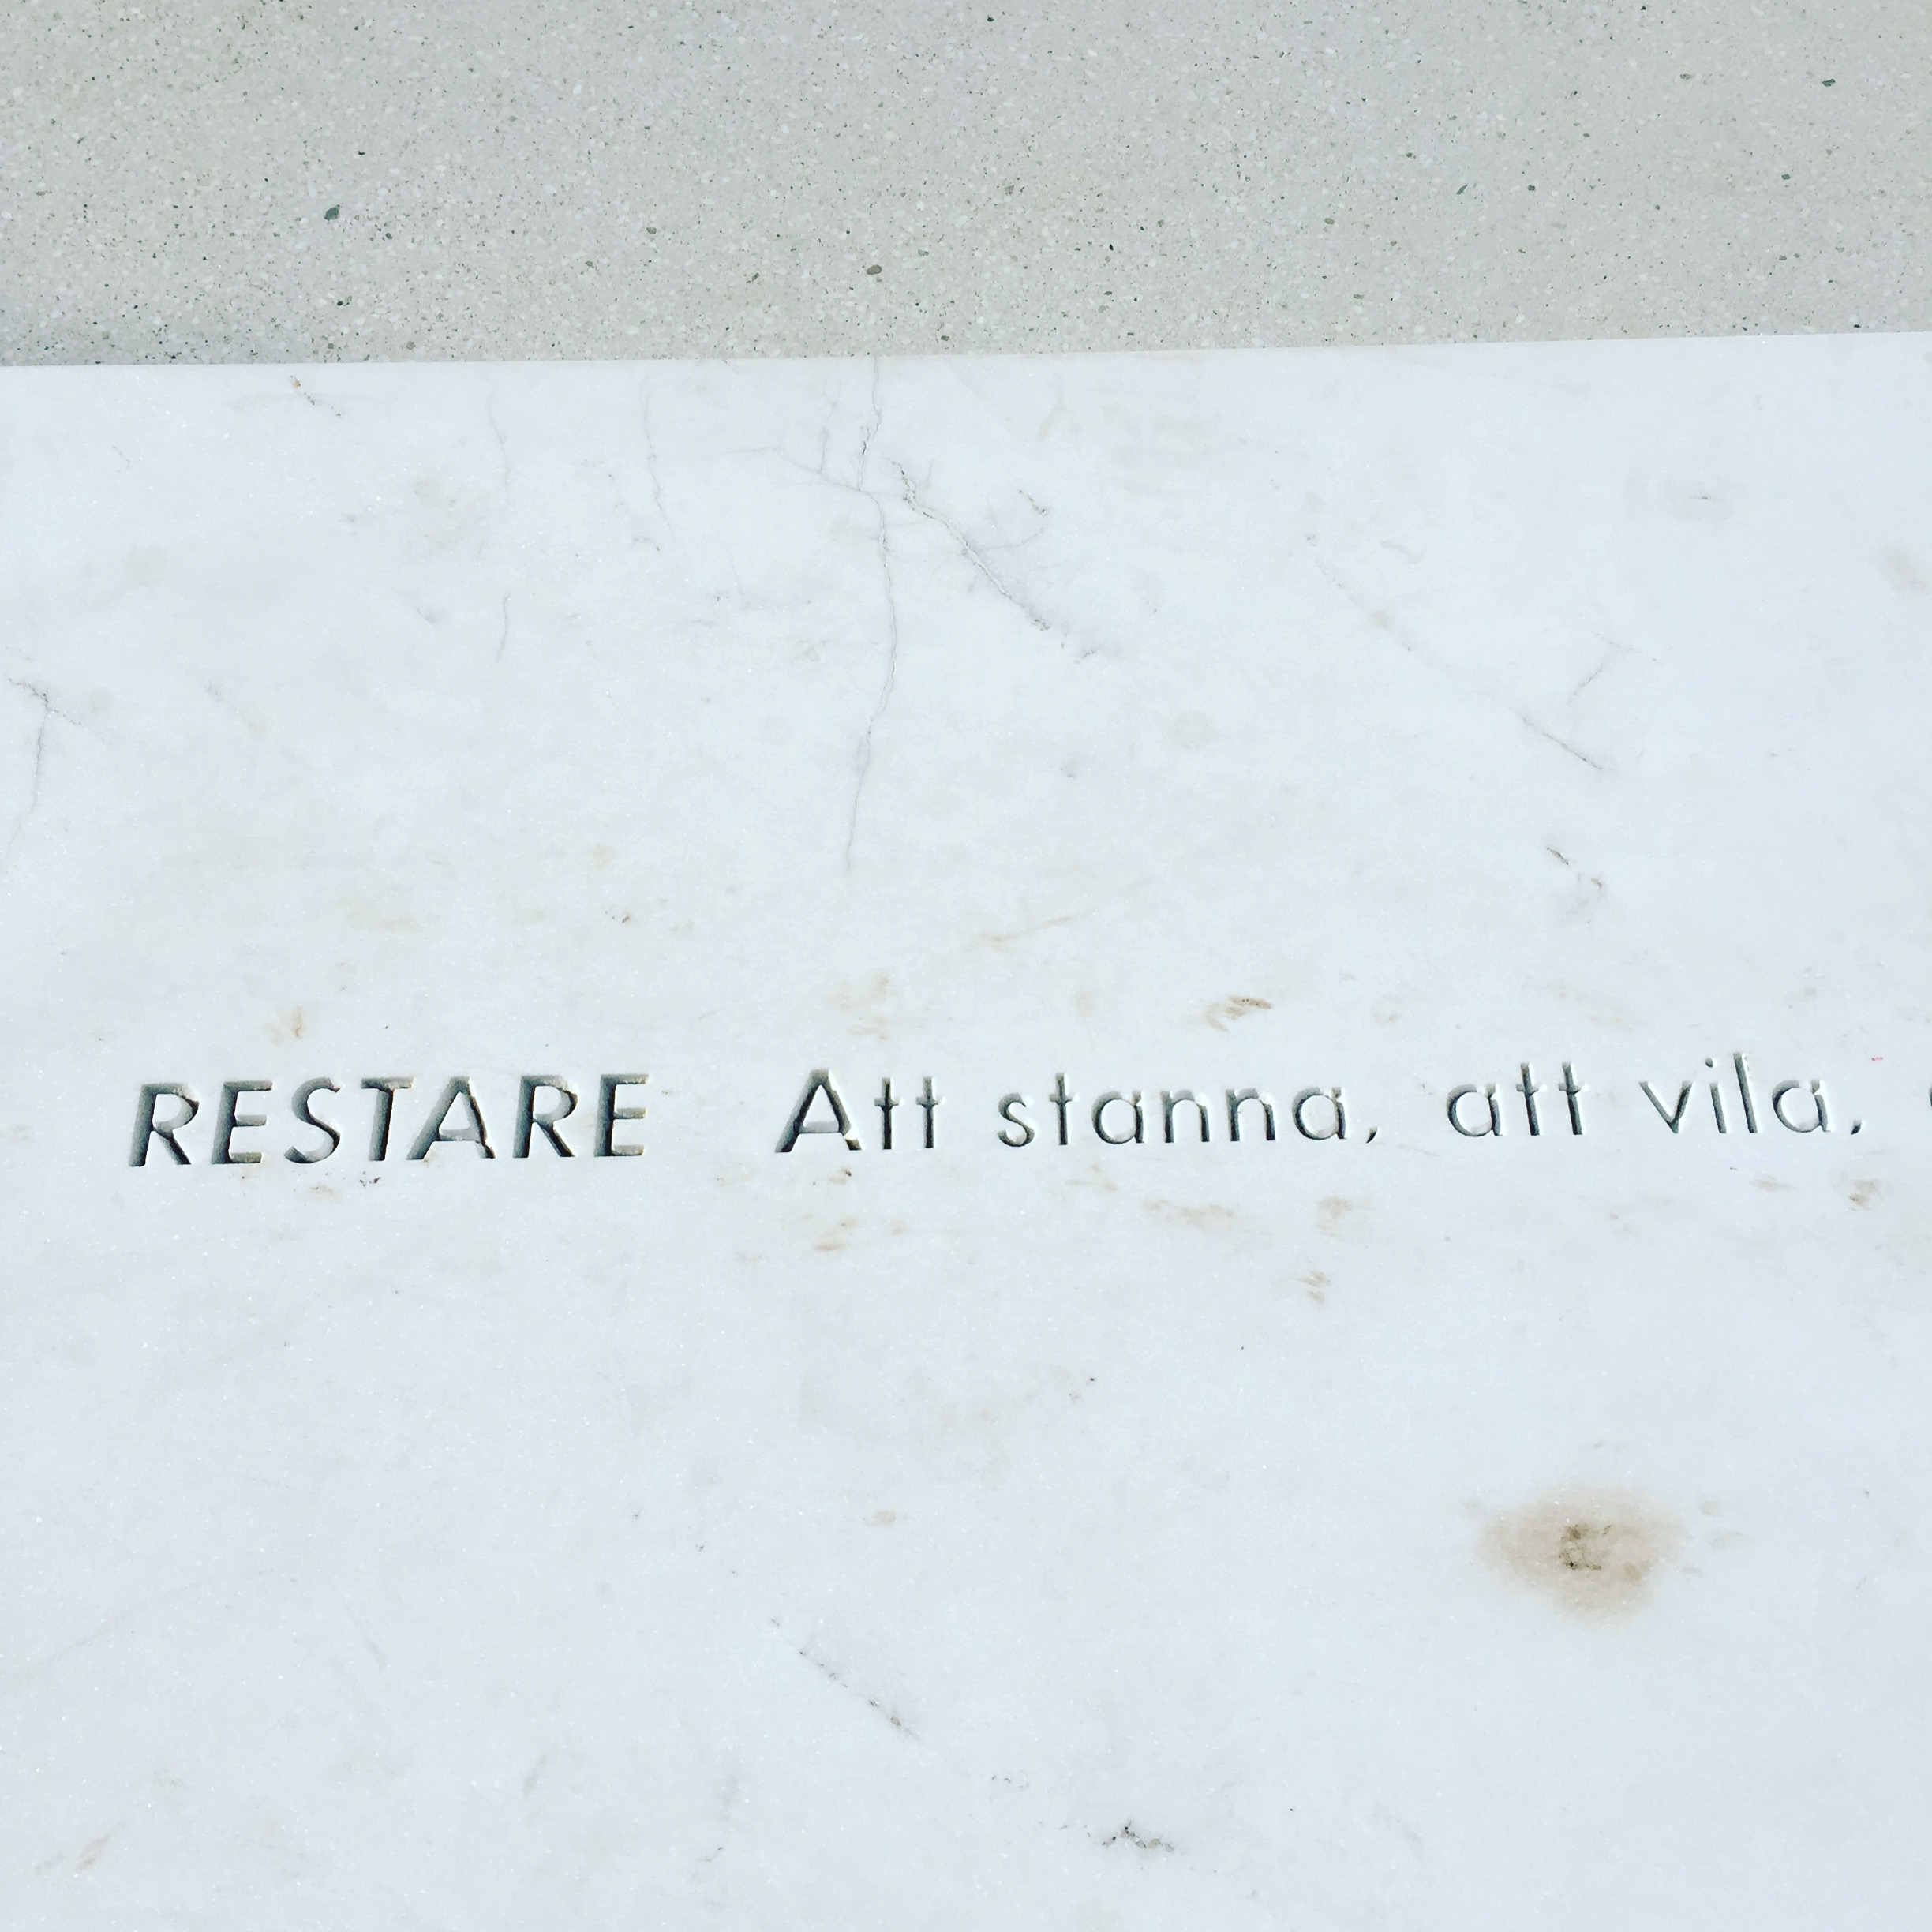 RESTARE Att stanna, att vila,